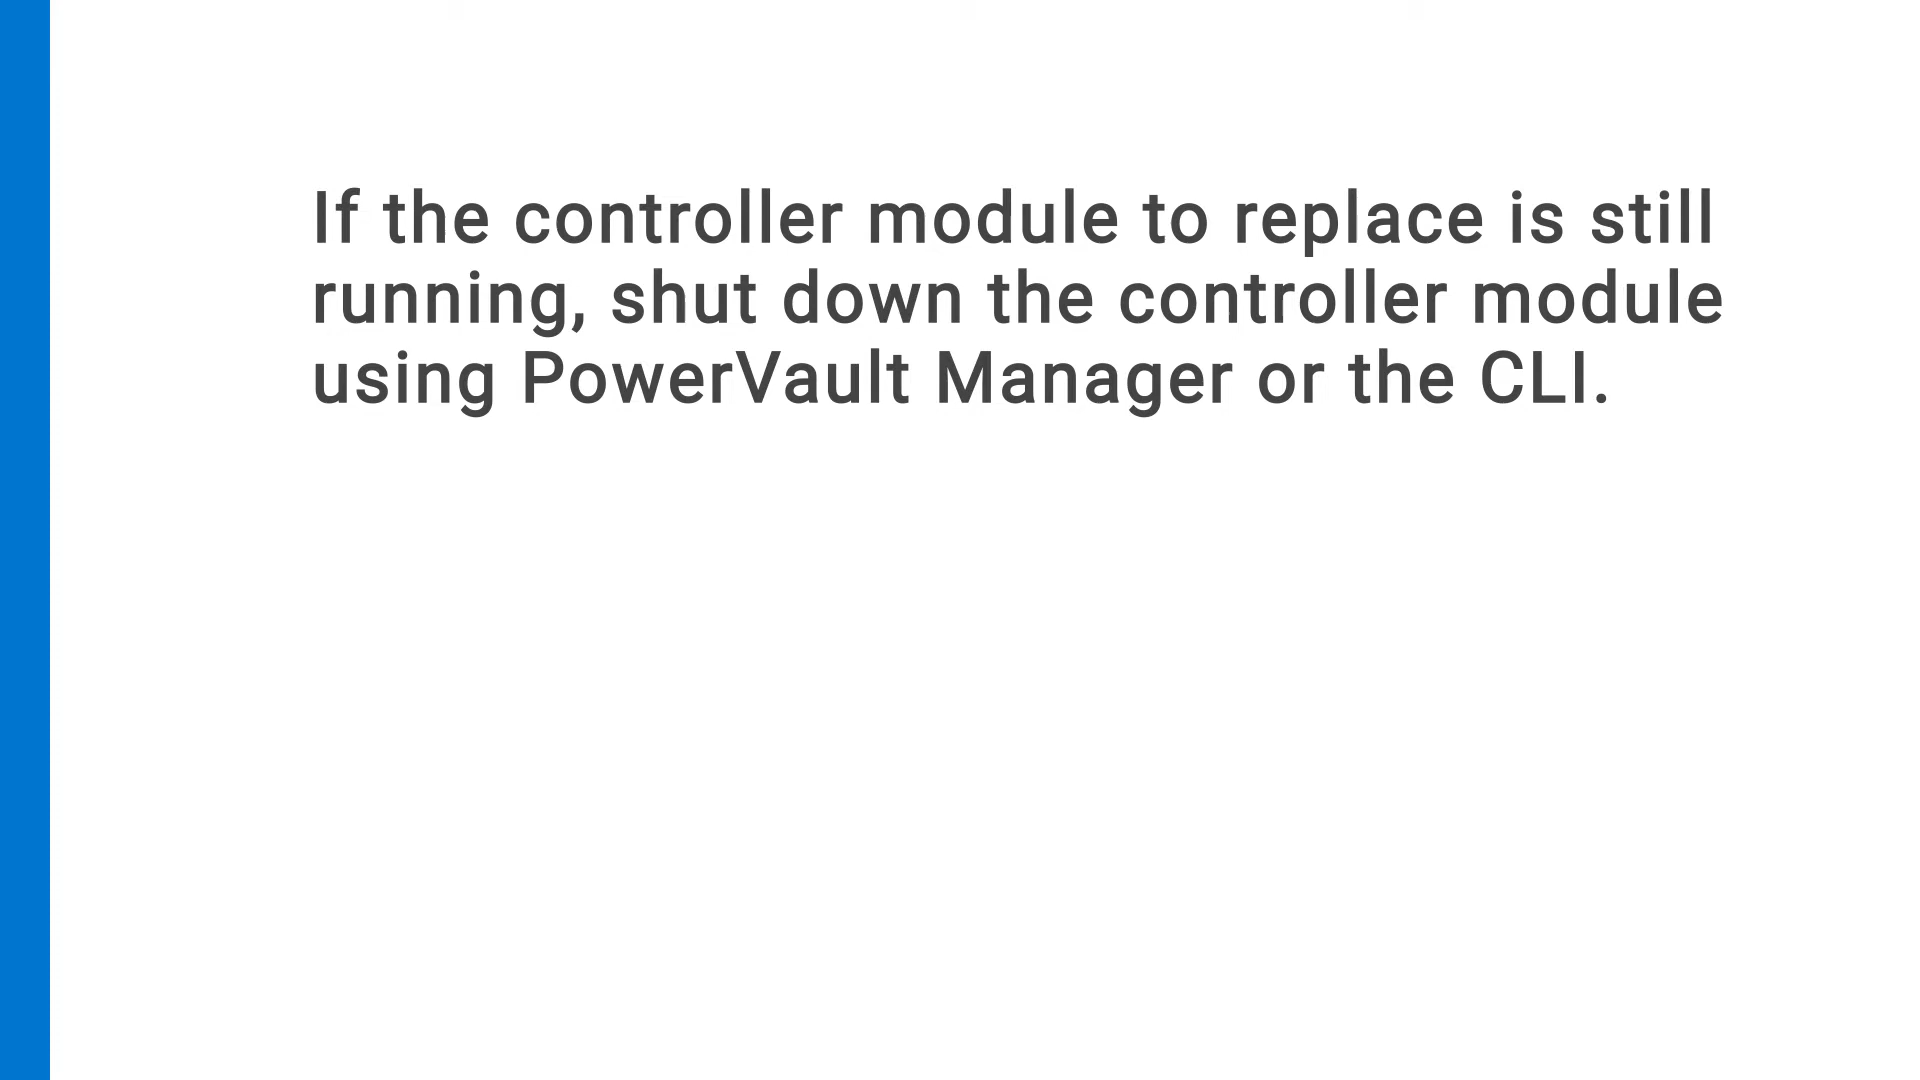 If the controller module to replace is still
running, shut down the controller module
using PowerVault Manager or the CLI.